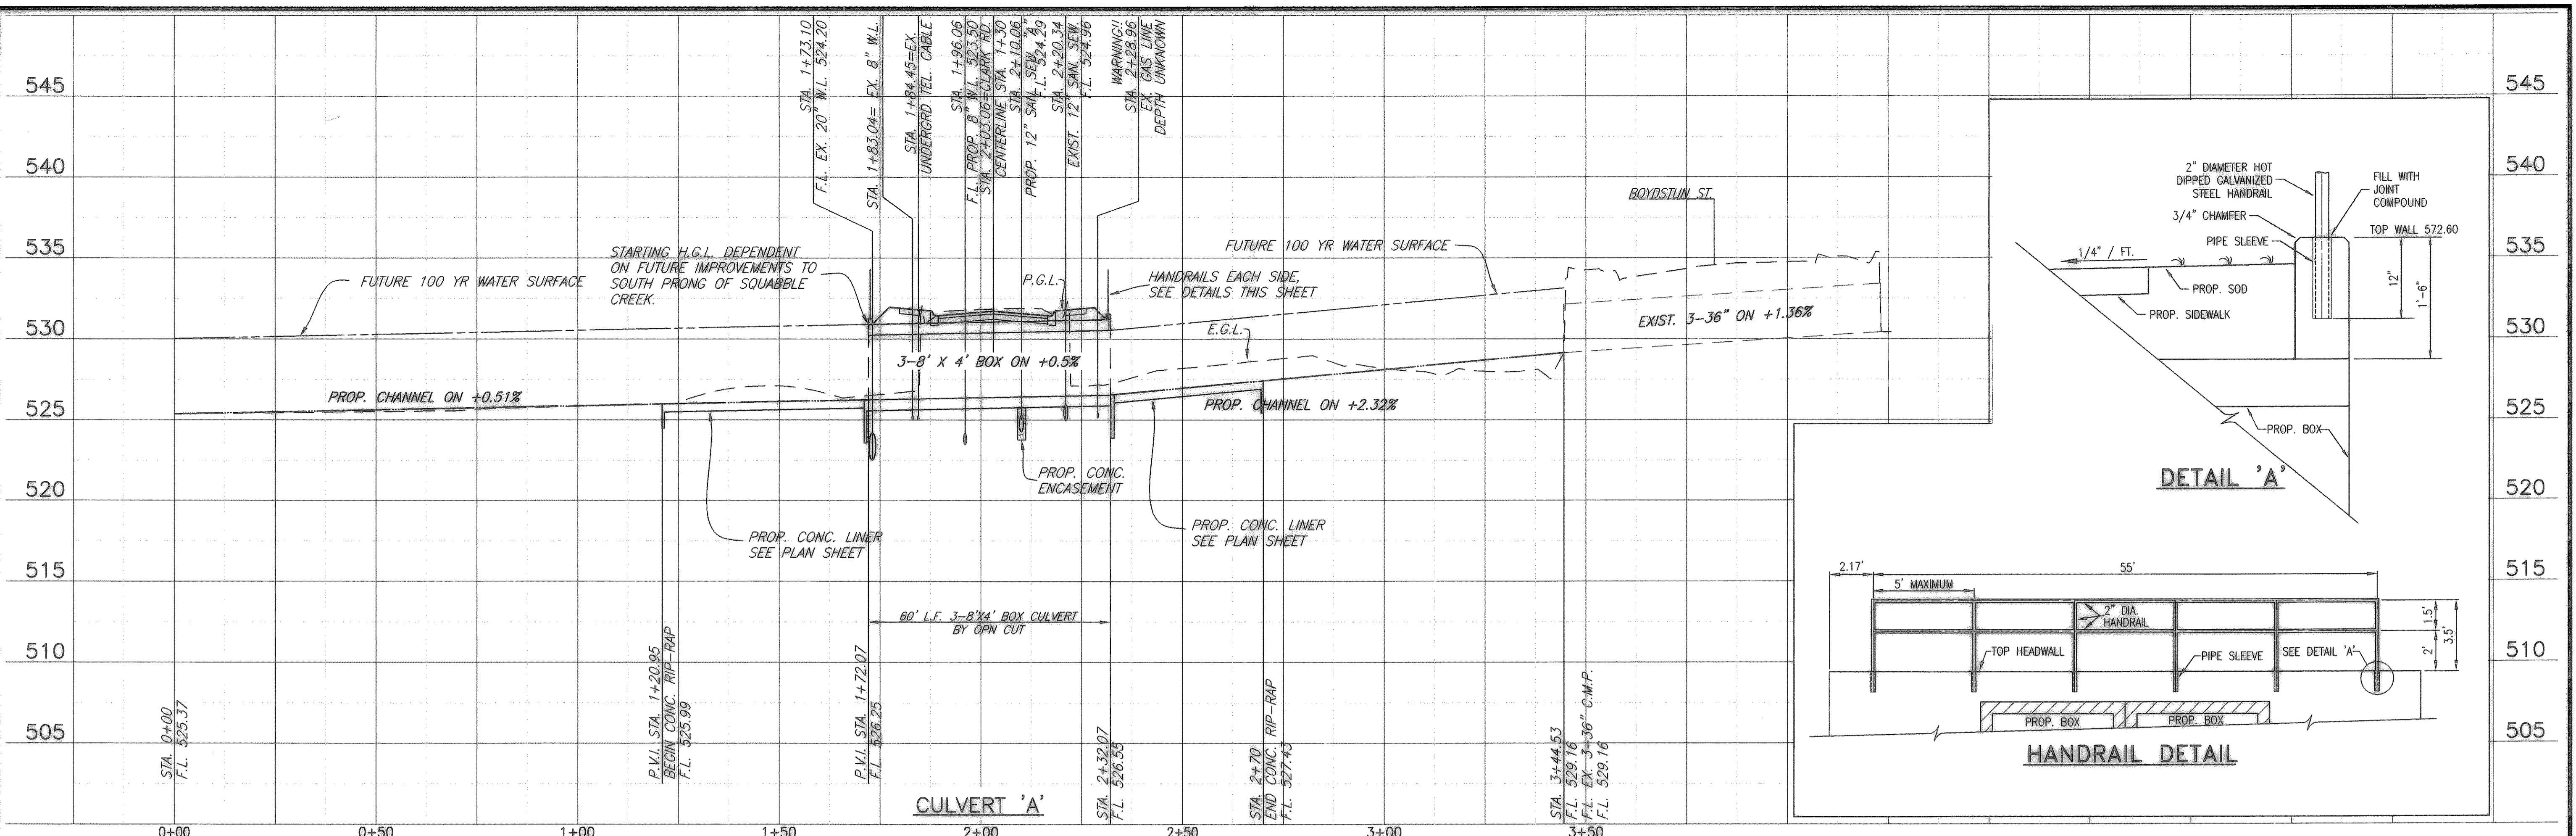 545
540
535
530
525
520
515
510
505
STA. 1+73.10
F.L. EX. 20" W.L. 524.20
STA. 1+83.04= EX. 8" W.L.
STA. 1+84.45=EX.
UNDERGRD TEL. CABLE
STA. 1+96.06
F.L. PROP. 8" W.L. 523.50
STA. 2+03.06=CLARK RD.
CENTERLINE STA. 1+30
STA. 2+10.06
PROP. 12" SAN. SEW. "A"
F.L. 524.29
STA. 2+20.34
EXIST. 12" SAN. SEW.
F.L. 524.96
WARNING!!
STA. 2+28.96
EX. GAS LINE
DEPTH UNKNOWN
FUTURE 100 YR WATER SURFACE
STARTING H.G.L. DEPENDENT
ON FUTURE IMPROVEMENTS TO
SOUTH PRONG OF SQUABBLE
CREEK.
P.G.L.
HANDRAILS EACH SIDE,
SEE DETAILS THIS SHEET
FUTURE 100 YR WATER SURFACE
BOYDSTUN ST.
EXIST. 3-36" ON +1.36%
E.G.L.
3-8' X 4' BOX ON +0.5%
PROP. CHANNEL ON +0.51%
PROP. CHANNEL ON +2.32%
PROP. CONC.
ENCASEMENT
PROP. CONC. LINER
SEE PLAN SHEET
PROP. CONC. LINER
SEE PLAN SHEET
60' L.F. 3-8'X4' BOX CULVERT
BY OPN CUT
STA. 0+00
F.L. 525.37
P.V.I. STA. 1+20.95
BEGIN CONC. RIP-RAP
F.L. 525.99
P.V.I. STA. 1+72.07
F.L. 526.25
STA. 2+32.07
F.L. 526.55
STA. 2+70
END CONC. RIP-RAP
F.L. 527.43
STA. 3+44.53
F.L. 529.16
F.L. EX. 3-36" C.M.P.
F.L. 529.16
CULVERT 'A'
0+00
0+50
1+00
1+50
2+00
2+50
3+00
3+50
2" DIAMETER HOT
DIPPED GALVANIZED
STEEL HANDRAIL
FILL WITH
JOINT
COMPOUND
3/4" CHAMFER
TOP WALL 572.60
PIPE SLEEVE
1/4" / FT.
12"
1'-6"
PROP. SOD
PROP. SIDEWALK
PROP. BOX
DETAIL 'A'
2.17'
55'
5' MAXIMUM
2" DIA.
HANDRAIL
1.5'
3.5'
2'
TOP HEADWALL
PIPE SLEEVE
SEE DETAIL 'A'
PROP. BOX
PROP. BOX
HANDRAIL DETAIL
545
540
535
530
525
520
515
510
505